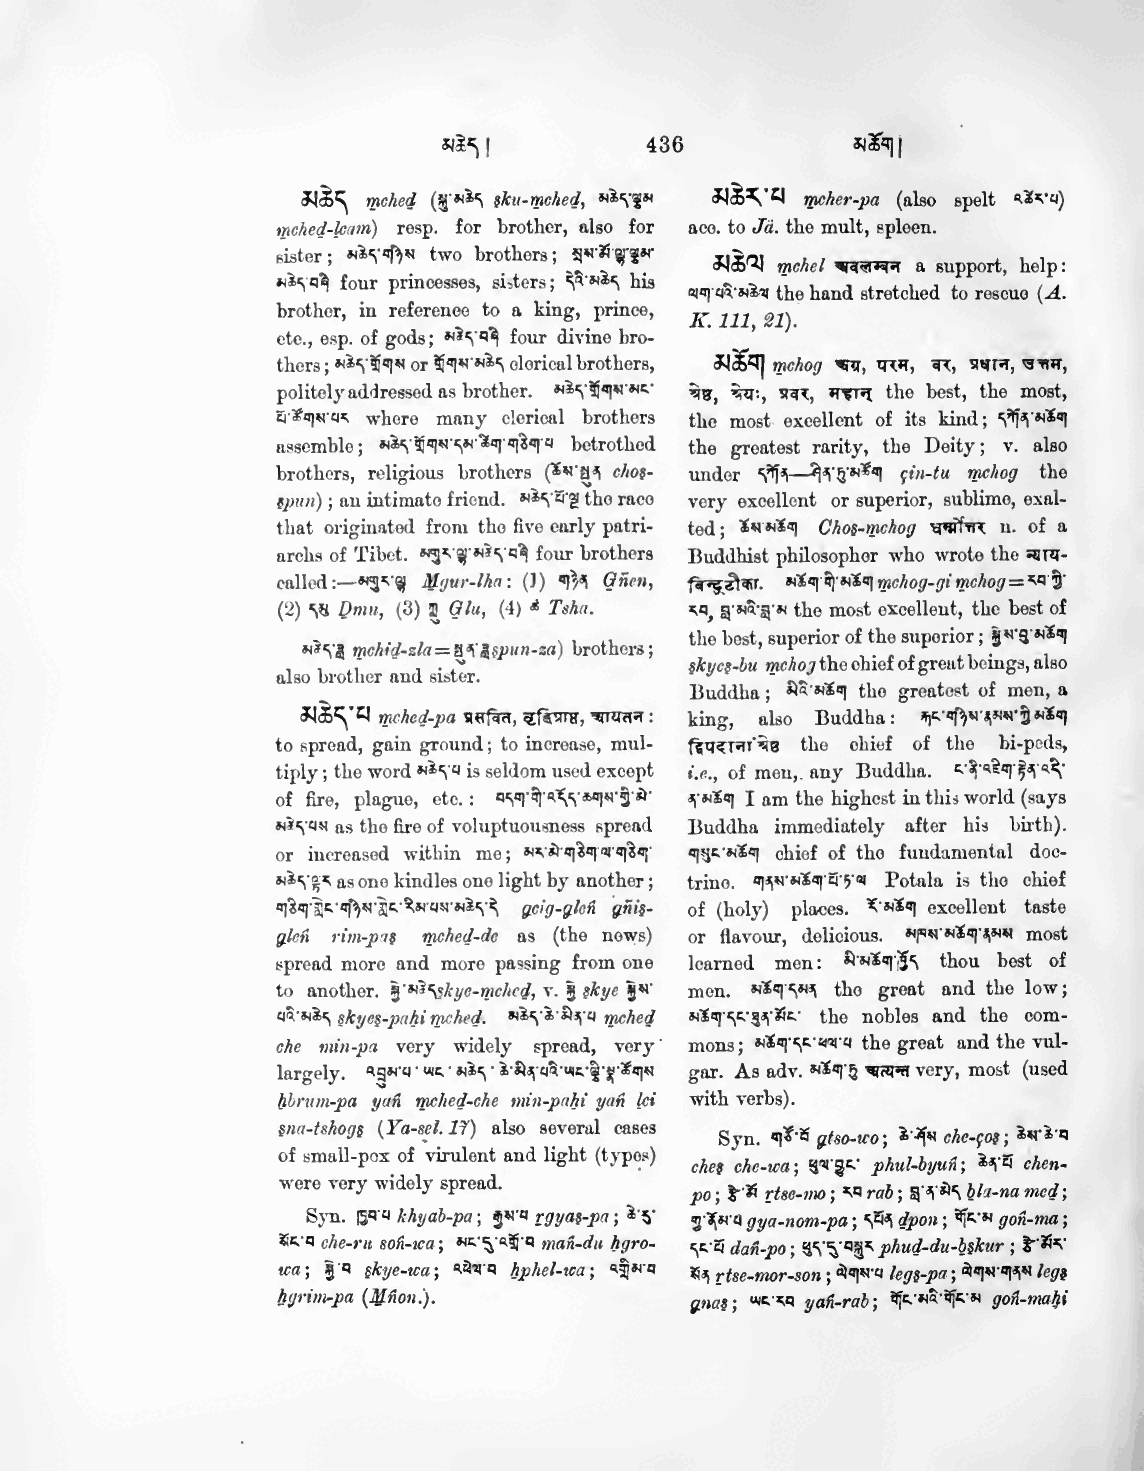 མཆེད། 436 མཆོག།
མཆེད mched (སྐུ་མཆེད sku-mched, མཆེད་ལྕམ
mched-lcam) resp. for brother, also for
sister; མཆེད་གཉིས two brothers; སྲས་མོ་ལྷ་ལྕམ་
མཆེད་བཞི four princesses, sisters; དེའི་མཆེད his
brother, in reference to a king, prince,
etc., esp. of gods; མཆེད་བཞི four divine bro-
thers; མཆེད་གྲོགས or གྲོགས་མཆེད clerical brothers,
politely addressed as brother. མཆེད་གྲོགས་མང་
པོ་ཚོགས་པར where many clerical brothers
assemble; མཆེད་གྲོགས་དམ་ཚིག་གཅིག་པ betrothed
brothers, religious brothers (ཆོས་སྤུན chos-
spun); an intimate friend. མཆེད་པོ་ལྔ the race
that originated from the five early patri-
archs of Tibet. མགུར་ལྷ་མཆེད་བཞི four brothers
called:—མགུར་ལྷ Mgur-lha: (1) གཉེན Gñen,
(2) དམུ Dmu, (3) གླུ Glu, (4) ཚ Tsha.
མཆེད་ཟླ mchid-zla=སྤུན་ཟླ spun-za) brothers;
also brother and sister.
མཆེད་པ mched-pa प्रसवित, वृद्धिप्राप्त, आयतन:
to spread, gain ground; to increase, mul-
tiply; the word མཆེད་པ is seldom used except
of fire, plague, etc.: བདག་གི་འདོད་ཆགས་ཀྱི་མེ་
མཆེད་པས as the fire of voluptuousness spread
or increased within me; མར་མེ་གཅིག་ལ་གཅིག་
མཆེད་ལྟར as one kindles one light by another;
གཅིག་གླེང་གཉིས་གླེང་རིམ་པས་མཆེད་དེ gcig-gleñ gñis-
gleñ rim-pas mched-de as (the news)
spread more and more passing from one
to another. སྐྱེ་མཆེད skye-mched, v. སྐྱེ skye སྐྱེས་
པའི་མཆེད skyes-pahi mched. མཆེད་ཆེ་མིན་པ mched
che min-pa very widely spread, very
largely. འབྲུམ་པ་ཡང་མཆེད་ཆེ་མིན་པའི་ཡང་ལྕི་སྣ་ཚོགས
hbrum-pa yañ mched-che min-pahi yañ lci
sna-tshogs (Ya-sel. 17) also several cases
of small-pox of virulent and light (types)
were very widely spread.
Syn. ཁྱབ་པ khyab-pa; རྒྱས་པ rgyas-pa; ཆེ་རུ་
སོང་བ che-ru soñ-wa; མང་དུ་འགྲོ་བ mañ-du hgro-
wa; སྐྱེ་བ skye-wa; འཕེལ་བ hphel-wa; འགྲིམ་པ
hgrim-pa (Mñon.).
མཆེར་པ mcher-pa (also spelt འཆེར་པ)
acc. to Jä. the mult, spleen.
མཆེལ mchel अवलम्बन a support, help:
ལག་པའི་མཆེལ the hand stretched to rescue (A.
K. 111, 21).
མཆོག mchog अग्र, परम, वर, प्रधान, उत्तम,
श्रेष्ठ, श्रेयः, प्रवर, महान् the best, the most,
the most excellent of its kind; དཀོན་མཆོག
the greatest rarity, the Deity; v. also
under དཀོན—ཤིན་ཏུ་མཆོག çin-tu mchog the
very excellent or superior, sublime, exal-
ted; ཆོས་མཆོག Chos-mchog धर्म्मोत्तर n. of a
Buddhist philosopher who wrote the न्याय-
बिन्दुटीका. མཆོག་གི་མཆོག mchog-gi mchog=རབ་ཀྱི་
རབ, བླ་མའི་བླ་མ the most excellent, the best of
the best, superior of the superior; སྐྱེས་བུ་མཆོག
skyes-bu mchog the chief of great beings, also
Buddha; མིའི་མཆོག the greatest of men, a
king, also Buddha: རྐང་གཉིས་རྣམས་ཀྱི་མཆོག
द्विपदानां श्रेष्ठ the chief of the bi-peds,
i.e., of men, any Buddha. ང་ནི་འཇིག་རྟེན་འདི་
ན་མཆོག I am the highest in this world (says
Buddha immediately after his birth).
གསུང་མཆོག chief of the fundamental doc-
trine. གནས་མཆོག་པོ་ཏ་ལ Potala is the chief
of (holy) places. རོ་མཆོག excellent taste
or flavour, delicious. མཁས་མཆོག་རྣམས most
learned men: མི་མཆོག་ཁྱོད thou best of
men. མཆོག་དམན the great and the low;
མཆོག་དང་ཐུན་མོང་ the nobles and the com-
mons; མཆོག་དང་ཕལ་པ the great and the vul-
gar. As adv. མཆོག་ཏུ अत्यन्त very, most (used
with verbs).
Syn. གཙོ་བོ gtso-wo; ཆེ་ཤོས che-ços; ཆེས་ཆེ་བ
ches che-wa; ཕུལ་བྱུང་ phul-byuñ; ཆེན་པོ chen-
po; རྩེ་མོ rtse-mo; རབ rab; བླ་ན་མེད bla-na med;
གྱ་ནོམ་པ gya-nom-pa; དཔོན dpon; གོང་མ goñ-ma;
དང་པོ dañ-po; ཕུད་དུ་བསྐུར phud-du-bskur; རྩེ་མོར་
སོན rtse-mor-son; ལེགས་པ legs-pa; ལེགས་གནས legs
gnas; ཡང་རབ yañ-rab; གོང་མའི་གོང་མ goñ-mahi